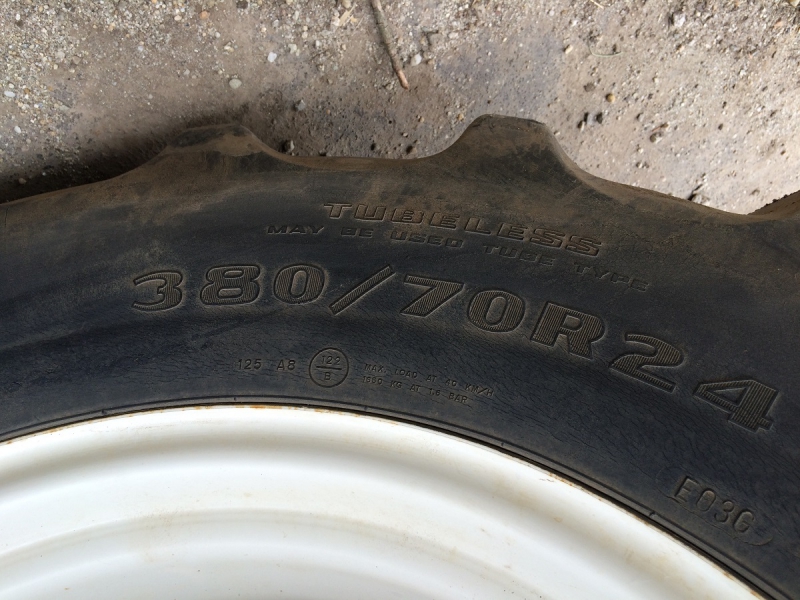 TUBELESS
MAY BE USED TUBE TYPE
380/70R24
125 A8
122
B
MAX. LOAD AT 40 KM/H
1650 KG AT 1.6 BAR
E03G